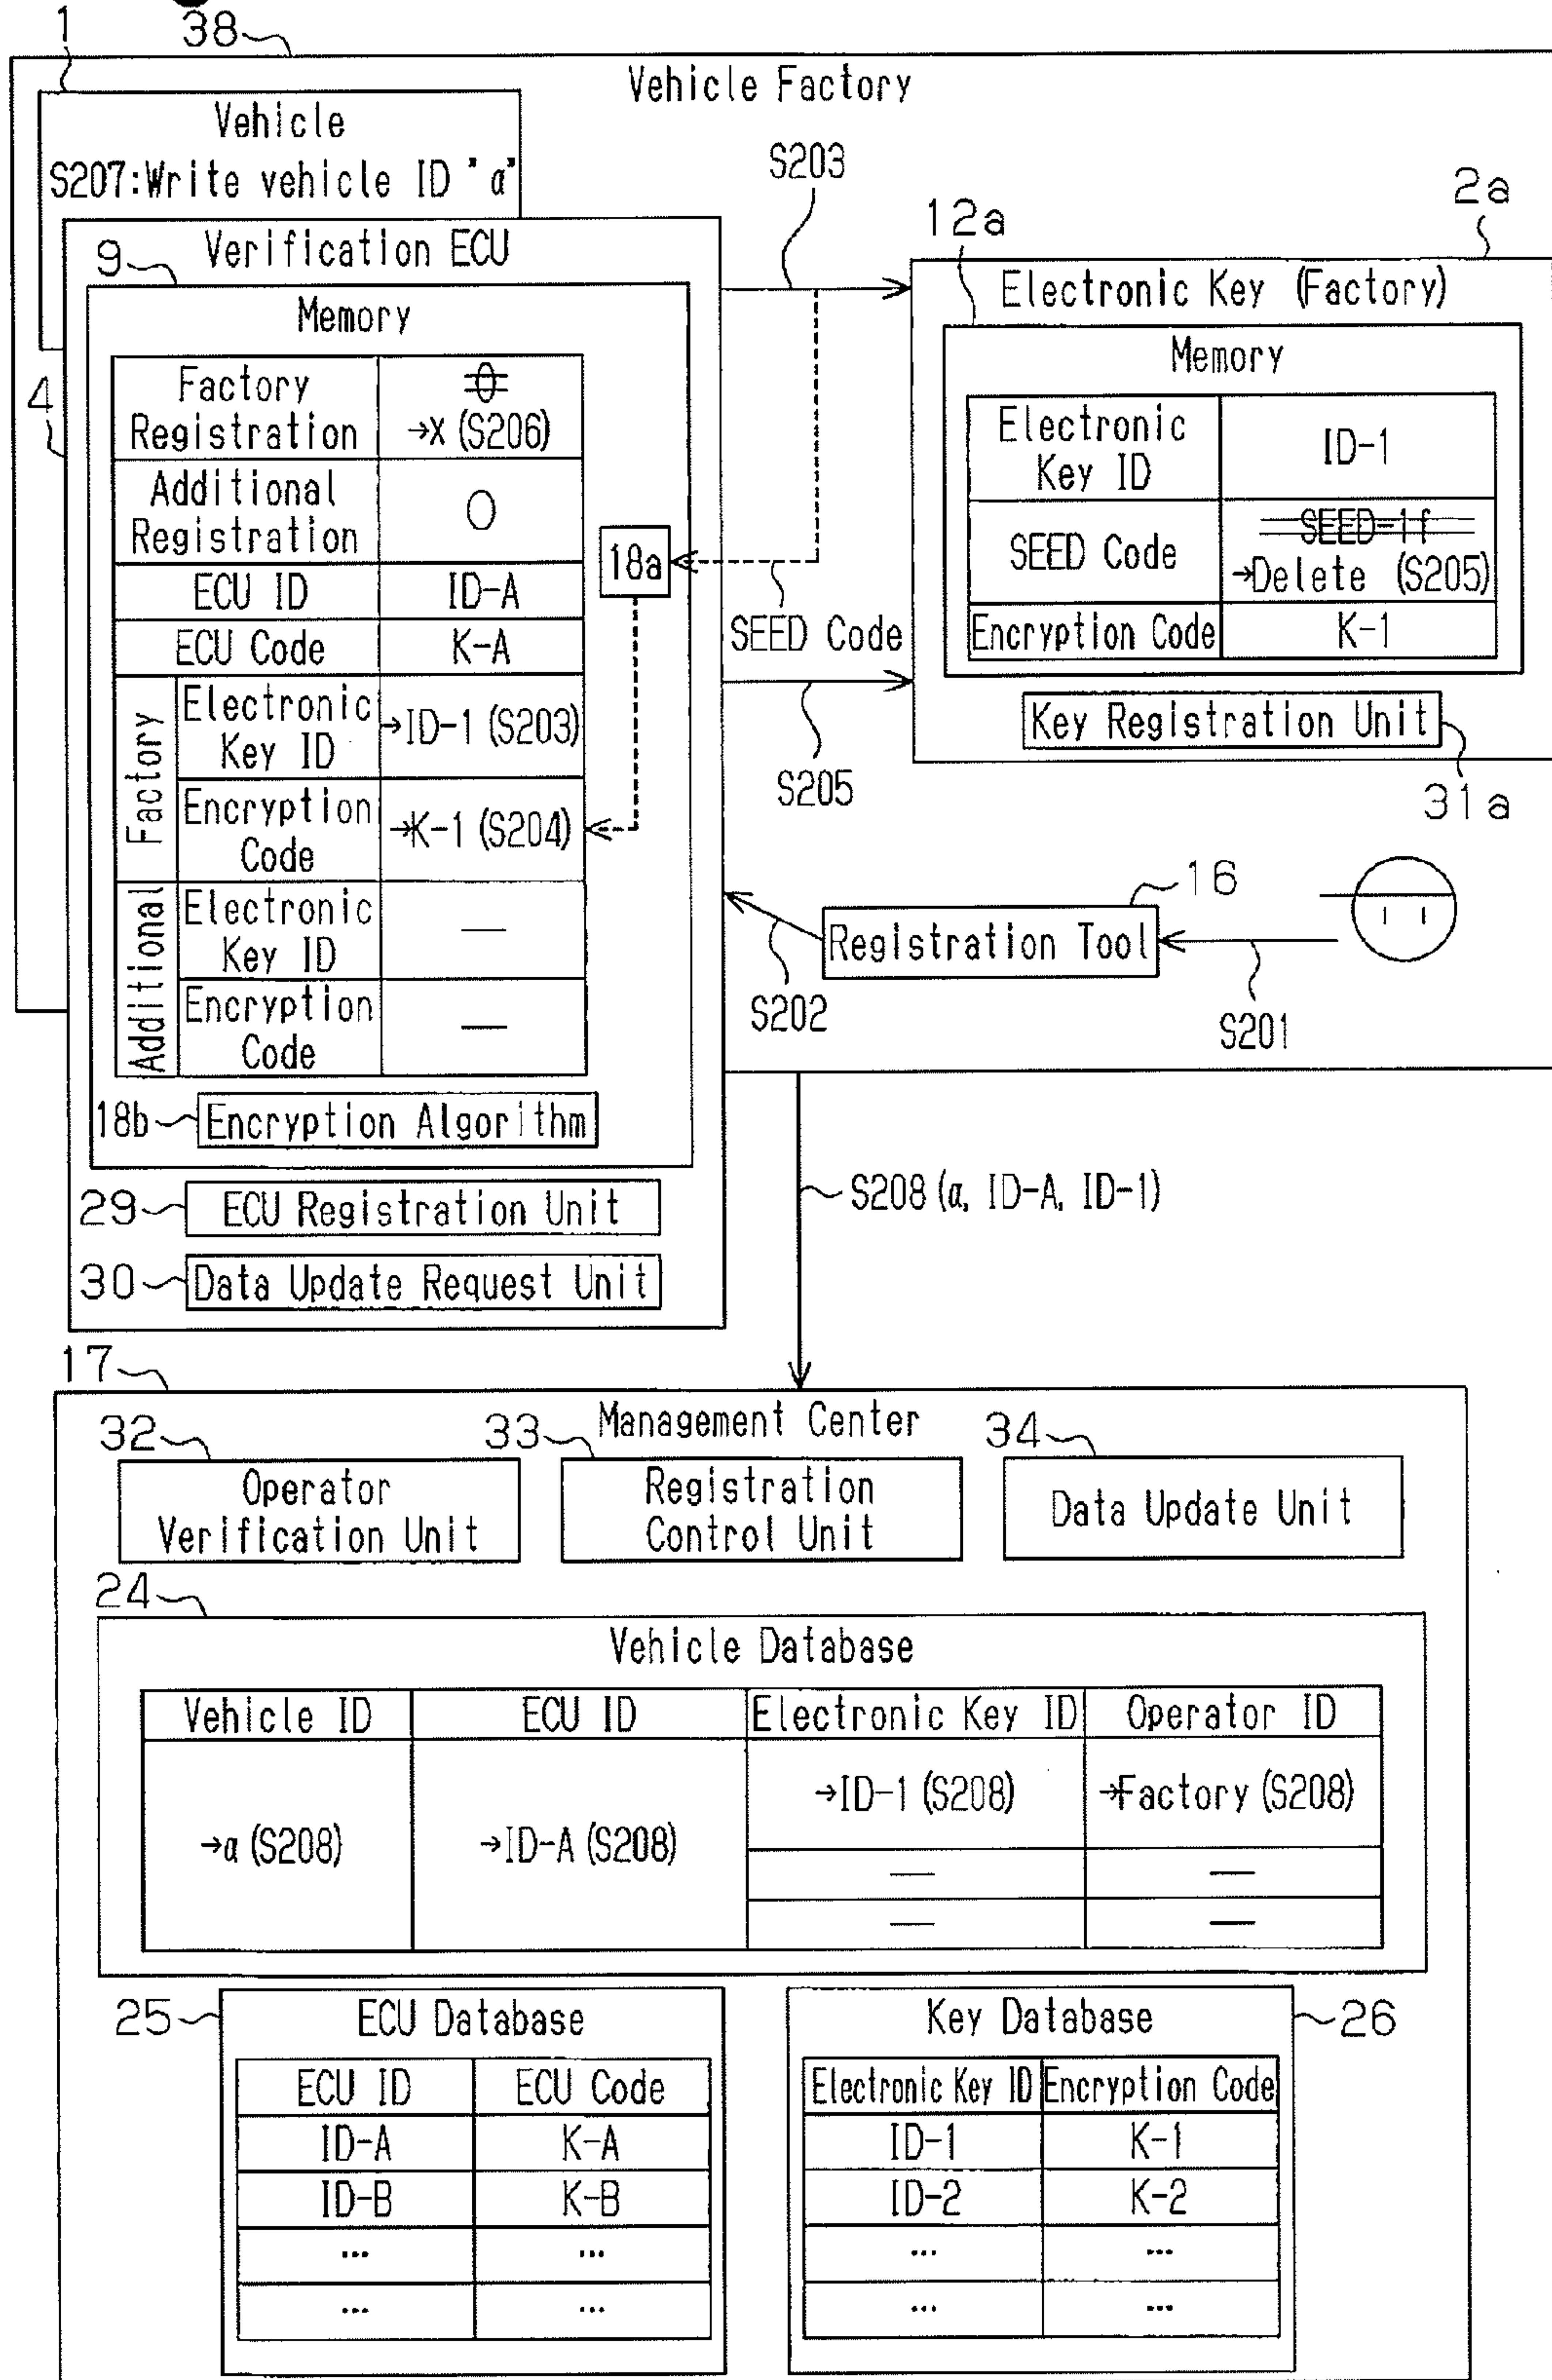 1
38
Vehicle Factory
Vehicle
S207:Write vehicle ID "α"
S203
2a
12a
Verification ECU
9
Memory
Electronic Key (Factory)
Memory
4
Factory
Registration
→X (S206)
Additional
Registration
○
ECU ID
ID-A
ECU Code
K-A
18a
SEED Code
Electronic
Key ID
ID-1
SEED Code
SEED-1f
→Delete (S205)
Encryption Code
K-1
Key Registration Unit
31a
S205
Factory
Electronic
Key ID
→ID-1 (S203)
Encryption
Code
→K-1 (S204)
Additional
Electronic
Key ID
—
Encryption
Code
—
16
Registration Tool
S202
S201
18b
Encryption Algorithm
29
ECU Registration Unit
30
Data Update Request Unit
S208 (α, ID-A, ID-1)
17
Management Center
32
33
34
Operator
Verification Unit
Registration
Control Unit
Data Update Unit
24
Vehicle Database
Vehicle ID ECU ID Electronic Key ID Operator ID
→α (S208) →ID-A (S208) →ID-1 (S208) →Factory (S208)
— —
— —
25
ECU Database
ECU ID ECU Code
ID-A K-A
ID-B K-B
... ...
... ...
Key Database
26
Electronic Key ID Encryption Code
ID-1 K-1
ID-2 K-2
... ...
... ...